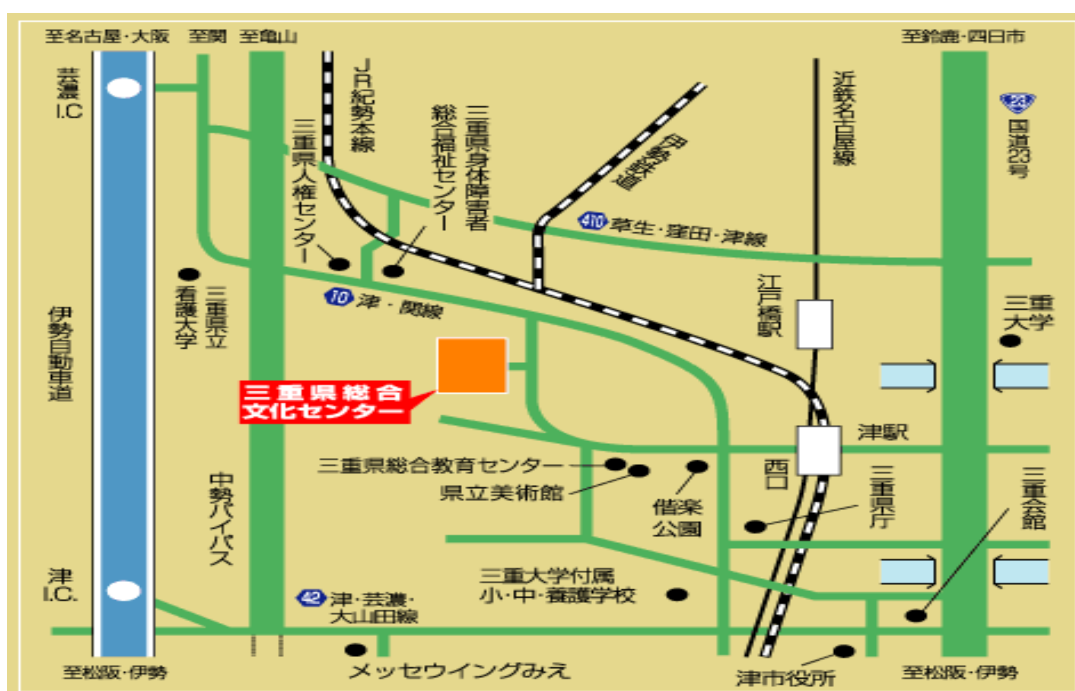 至名古屋・大阪
至関
至亀山
至鈴鹿・四日市
芸濃
I.C
JR紀勢本線
三重県身体障害者
総合福祉センター
三重県人権センター
伊勢鉄道
近鉄名古屋線
23
国道23号
410 草生・窪田・津線
三重県立
看護大学
10 津・関線
江戸橋駅
三重
大学
伊勢自動車道
三重県総合
文化センター
津駅
西口
三重県総合教育センター
県立美術館
偕楽
公園
三重県庁
三重会館
中勢バイパス
津
I.C.
42 津・芸濃・
大山田線
三重大学付属
小・中・養護学校
メッセウイングみえ
津市役所
至松阪・伊勢
至松阪・伊勢